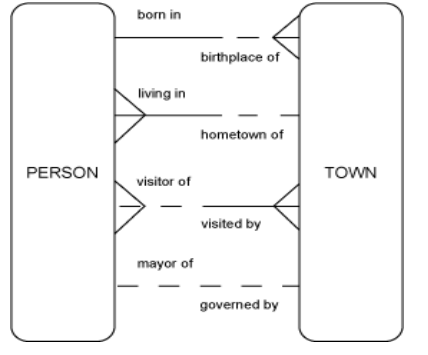 born in
birthplace of
living in
hometown of
PERSON
TOWN
visitor of
visited by
mayor of
governed by